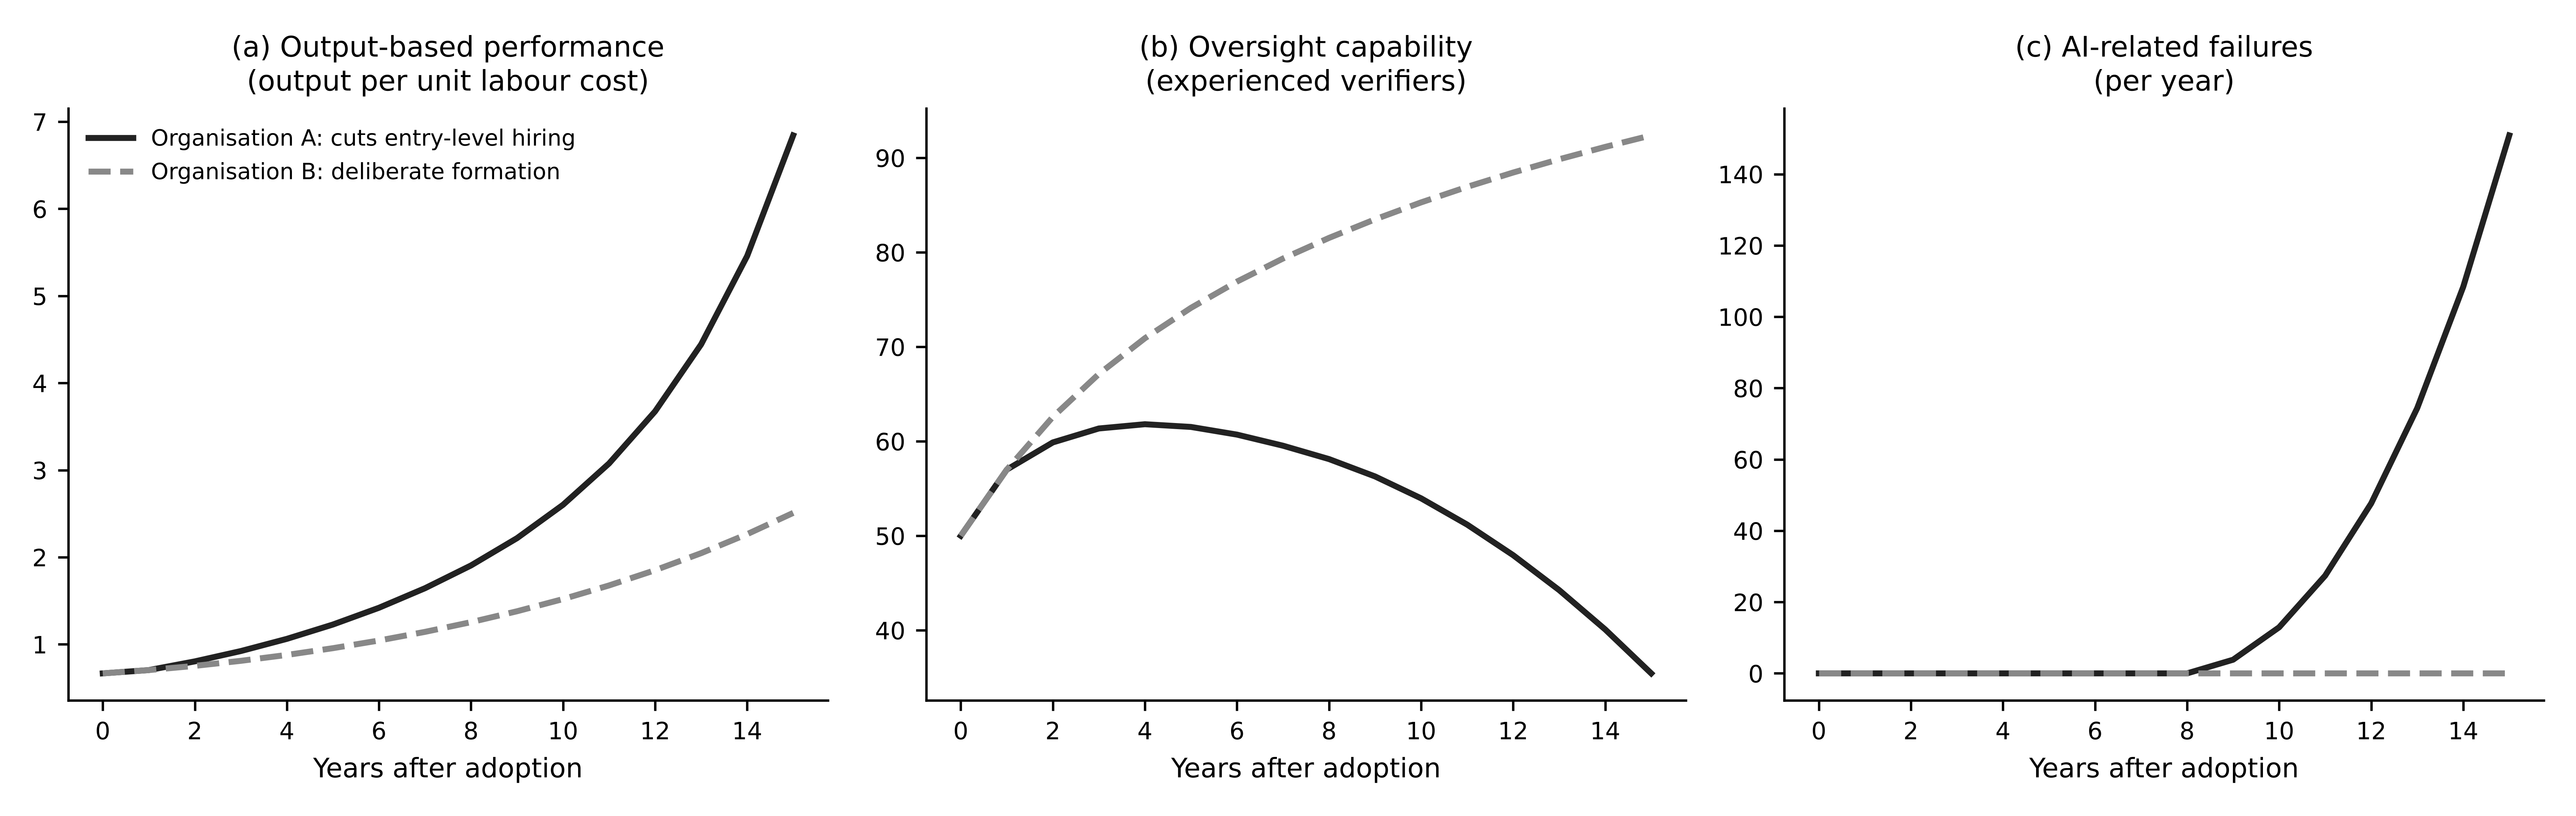 (a) Output-based performance
(output per unit labour cost)
7
6
5
4
3
2
1
Organisation A: cuts entry-level hiring
Organisation B: deliberate formation
0 2 4 6 8 10 12 14
Years after adoption
(b) Oversight capability
(experienced verifiers)
90
80
70
60
50
40
0 2 4 6 8 10 12 14
Years after adoption
(c) AI-related failures
(per year)
140
120
100
80
60
40
20
0
0 2 4 6 8 10 12 14
Years after adoption